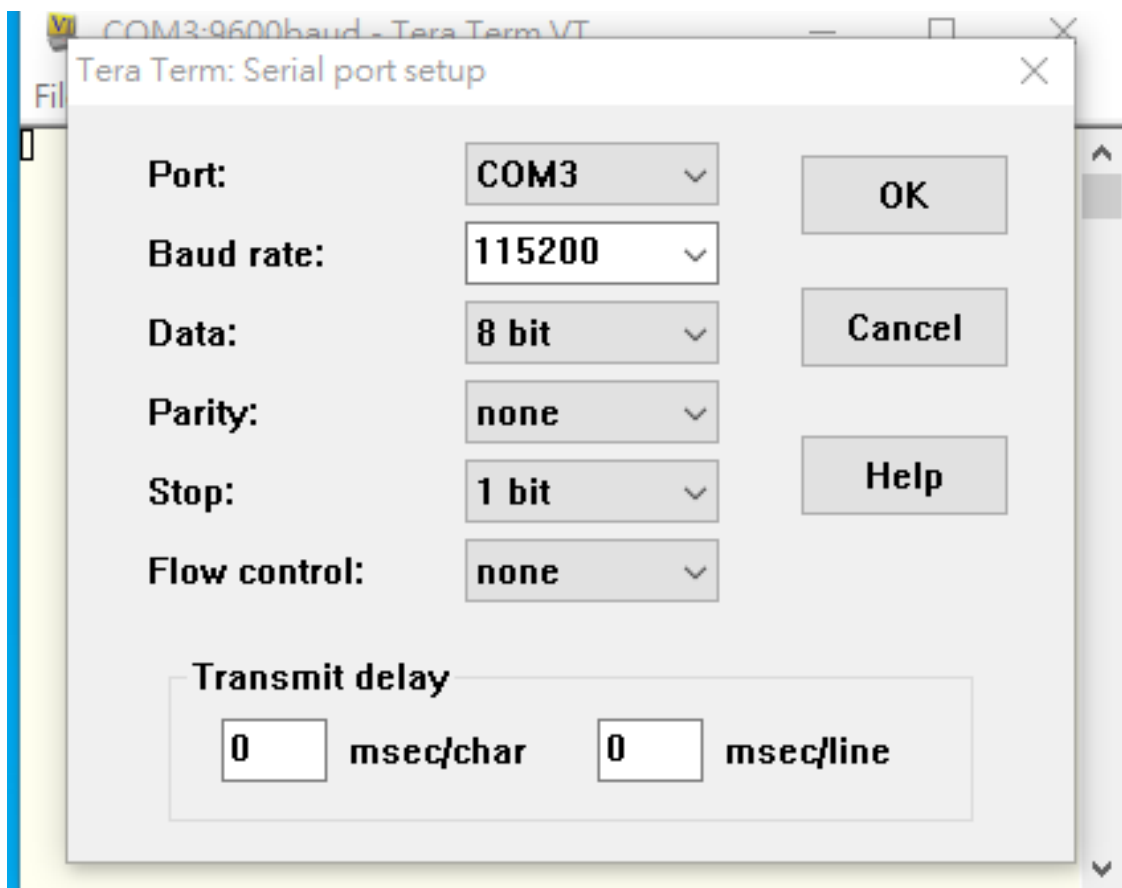 COM3:9600baud - Tera Term VT
Tera Term: Serial port setup
Fil
Port:
COM3
OK
Baud rate:
115200
Data:
8 bit
Cancel
Parity:
none
Stop:
1 bit
Help
Flow control:
none
Transmit delay
0 msec/char 0 msec/line